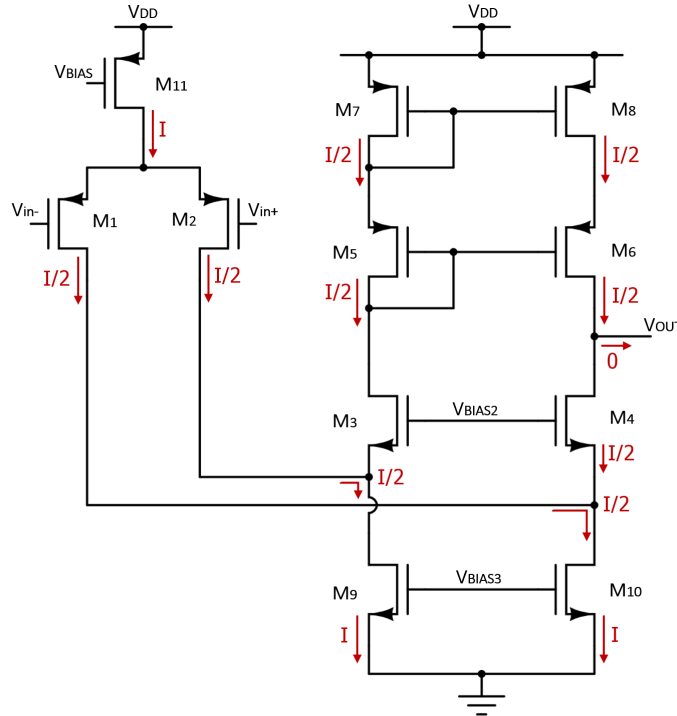 VDD
VDD
VBIAS
M11
I
M7
M8
I/2
I/2
Vin-
M1
M2
Vin+
M5
M6
I/2
I/2
I/2
I/2
VOUT
0
M3
VBIAS2
M4
I/2
I/2
I/2
M9
VBIAS3
M10
I
I